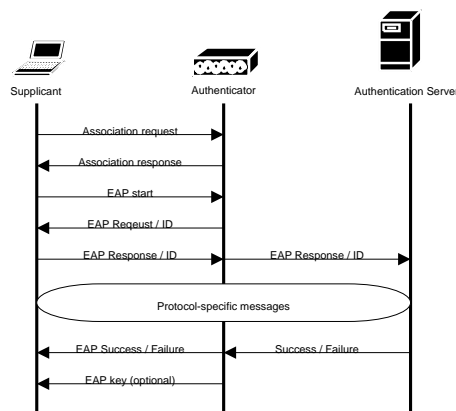 Supplicant
Authenticator
Authentication Server
Association request
Association response
EAP start
EAP Reqeust / ID
EAP Response / ID
EAP Response / ID
Protocol-specific messages
EAP Success / Failure
Success / Failure
EAP key (optional)